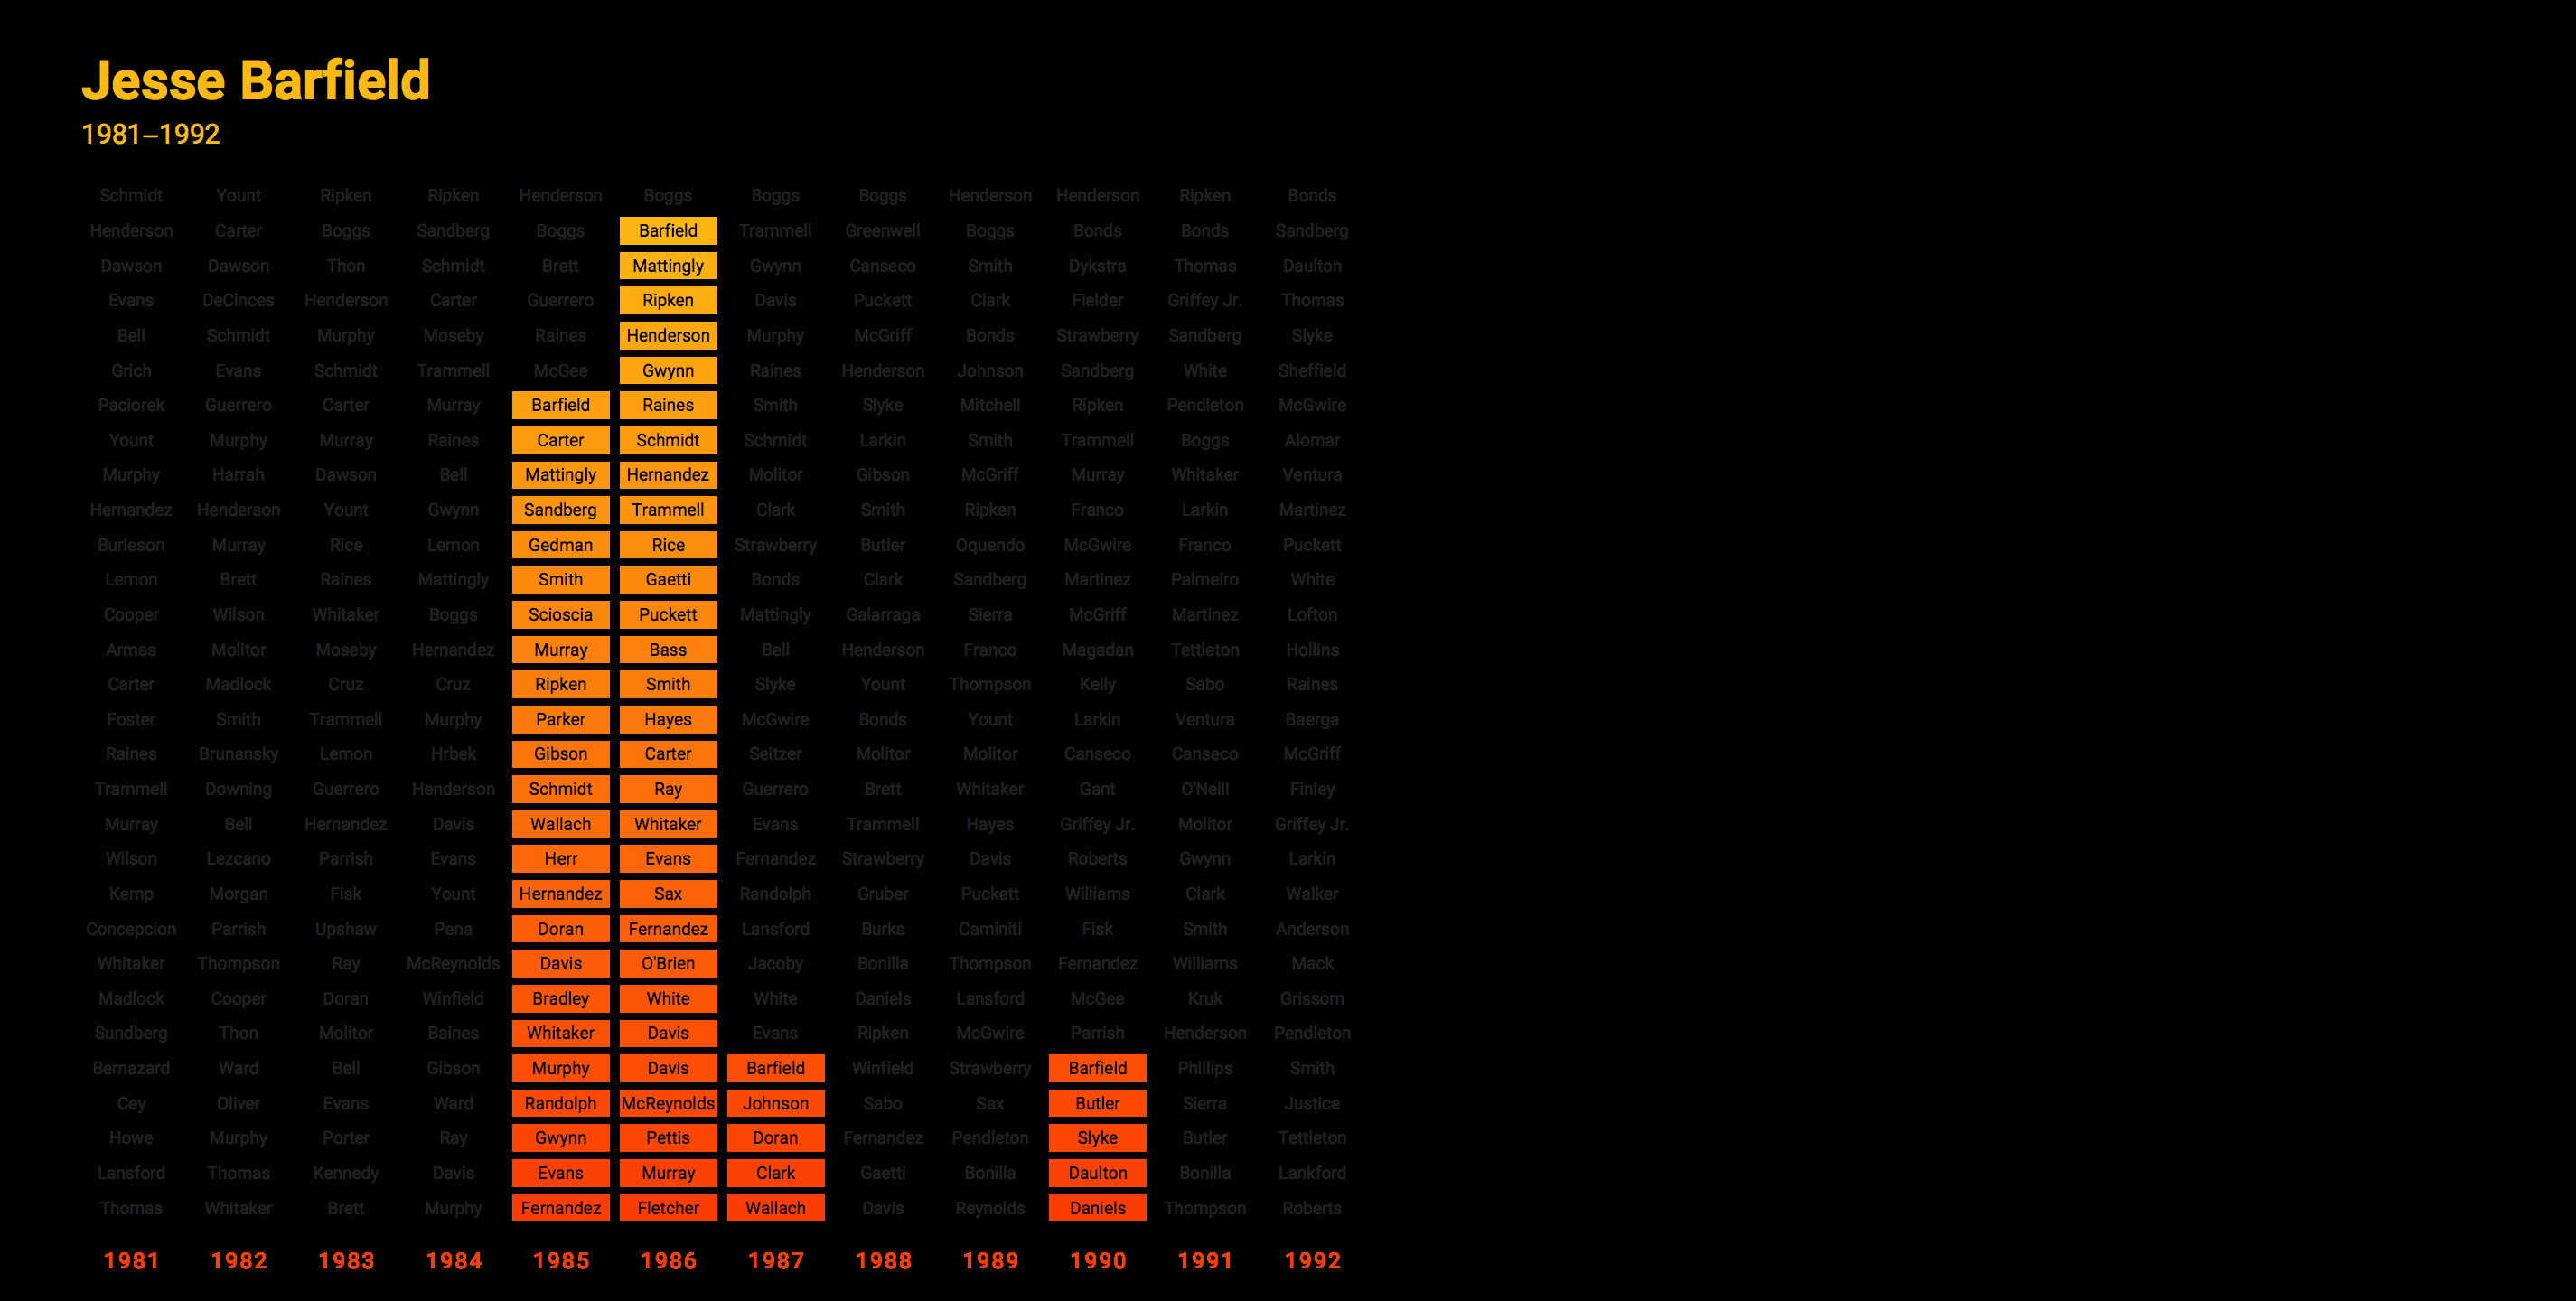 Jesse Barfield
1981–1992
Schmidt Yount Ripken Ripken Henderson Boggs Boggs Boggs Henderson Henderson Ripken Bonds
Henderson Carter Boggs Sandberg Boggs Barfield Trammell Greenwell Boggs Bonds Bonds Sandberg
Dawson Dawson Thon Schmidt Brett Mattingly Gwynn Canseco Smith Dykstra Thomas Daulton
Evans DeCinces Henderson Carter Guerrero Ripken Davis Puckett Clark Fielder Griffey Jr. Thomas
Bell Schmidt Murphy Moseby Raines Henderson Murphy McGriff Bonds Strawberry Sandberg Slyke
Grich Evans Schmidt Trammell McGee Gwynn Raines Henderson Johnson Sandberg White Sheffield
Paciorek Guerrero Carter Murray Barfield Raines Smith Slyke Mitchell Ripken Pendleton McGwire
Yount Murphy Murray Raines Carter Schmidt Schmidt Larkin Smith Trammell Boggs Alomar
Murphy Harrah Dawson Bell Mattingly Hernandez Molitor Gibson McGriff Murray Whitaker Ventura
Hernandez Henderson Yount Gwynn Sandberg Trammell Clark Smith Ripken Franco Larkin Martinez
Burleson Murray Rice Lemon Gedman Rice Strawberry Butler Oquendo McGwire Franco Puckett
Lemon Brett Raines Mattingly Smith Gaetti Bonds Clark Sandberg Martinez Palmeiro White
Cooper Wilson Whitaker Boggs Scioscia Puckett Mattingly Galarraga Sierra McGriff Martinez Lofton
Armas Molitor Moseby Hernandez Murray Bass Bell Henderson Franco Magadan Tettleton Hollins
Carter Madlock Cruz Cruz Ripken Smith Slyke Yount Thompson Kelly Sabo Raines
Foster Smith Trammell Murphy Parker Hayes McGwire Bonds Yount Larkin Ventura Baerga
Raines Brunansky Lemon Hrbek Gibson Carter Seitzer Molitor Molitor Canseco Canseco McGriff
Trammell Downing Guerrero Henderson Schmidt Ray Guerrero Brett Whitaker Gant O'Neill Finley
Murray Bell Hernandez Davis Wallach Whitaker Evans Trammell Hayes Griffey Jr. Molitor Griffey Jr.
Wilson Lezcano Parrish Evans Herr Evans Fernandez Strawberry Davis Roberts Gwynn Larkin
Kemp Morgan Fisk Yount Hernandez Sax Randolph Gruber Puckett Williams Clark Walker
Concepcion Parrish Upshaw Pena Doran Fernandez Lansford Burks Caminiti Fisk Smith Anderson
Whitaker Thompson Ray McReynolds Davis O'Brien Jacoby Bonilla Thompson Fernandez Williams Mack
Madlock Cooper Doran Winfield Bradley White White Daniels Lansford McGee Kruk Grissom
Sundberg Thon Molitor Baines Whitaker Davis Evans Ripken McGwire Parrish Henderson Pendleton
Bernazard Ward Bell Gibson Murphy Davis Barfield Winfield Strawberry Barfield Phillips Smith
Cey Oliver Evans Ward Randolph McReynolds Johnson Sabo Sax Butler Sierra Justice
Howe Murphy Porter Ray Gwynn Pettis Doran Fernandez Pendleton Slyke Butler Tettleton
Lansford Thomas Kennedy Davis Evans Murray Clark Gaetti Bonilla Daulton Bonilla Lankford
Thomas Whitaker Brett Murphy Fernandez Fletcher Wallach Davis Reynolds Daniels Thompson Roberts
1981 1982 1983 1984 1985 1986 1987 1988 1989 1990 1991 1992